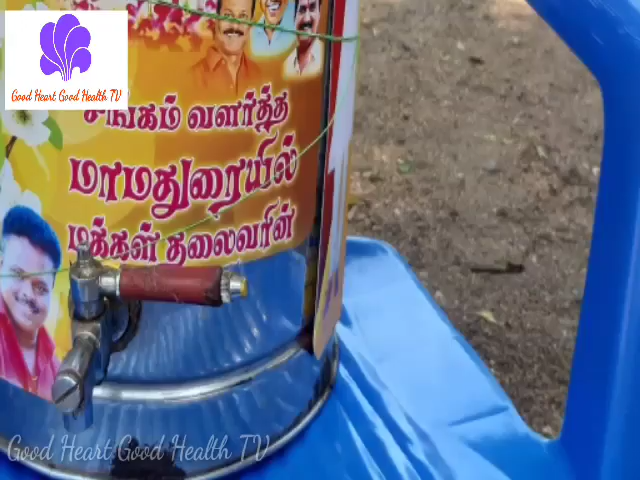 Good Heart Good Health TV
சங்கம் வளர்த்த
மாமதுரையில்
மக்கள் தலைவரின்
Good Heart Good Health TV